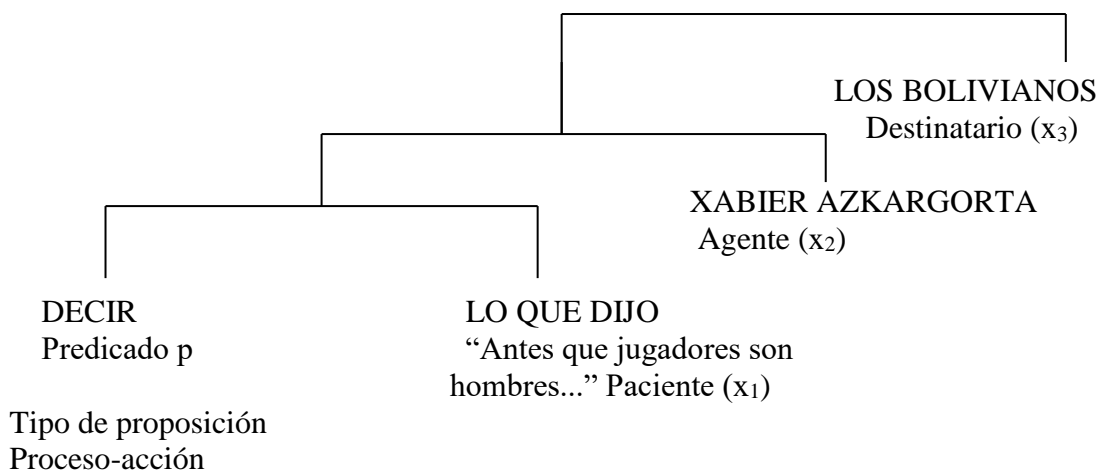 LOS BOLIVIANOS
Destinatario (x₃)
XABIER AZKARGORTA
Agente (x₂)
DECIR
Predicado p
LO QUE DIJO
“Antes que jugadores son
hombres...” Paciente (x₁)
Tipo de proposición
Proceso-acción